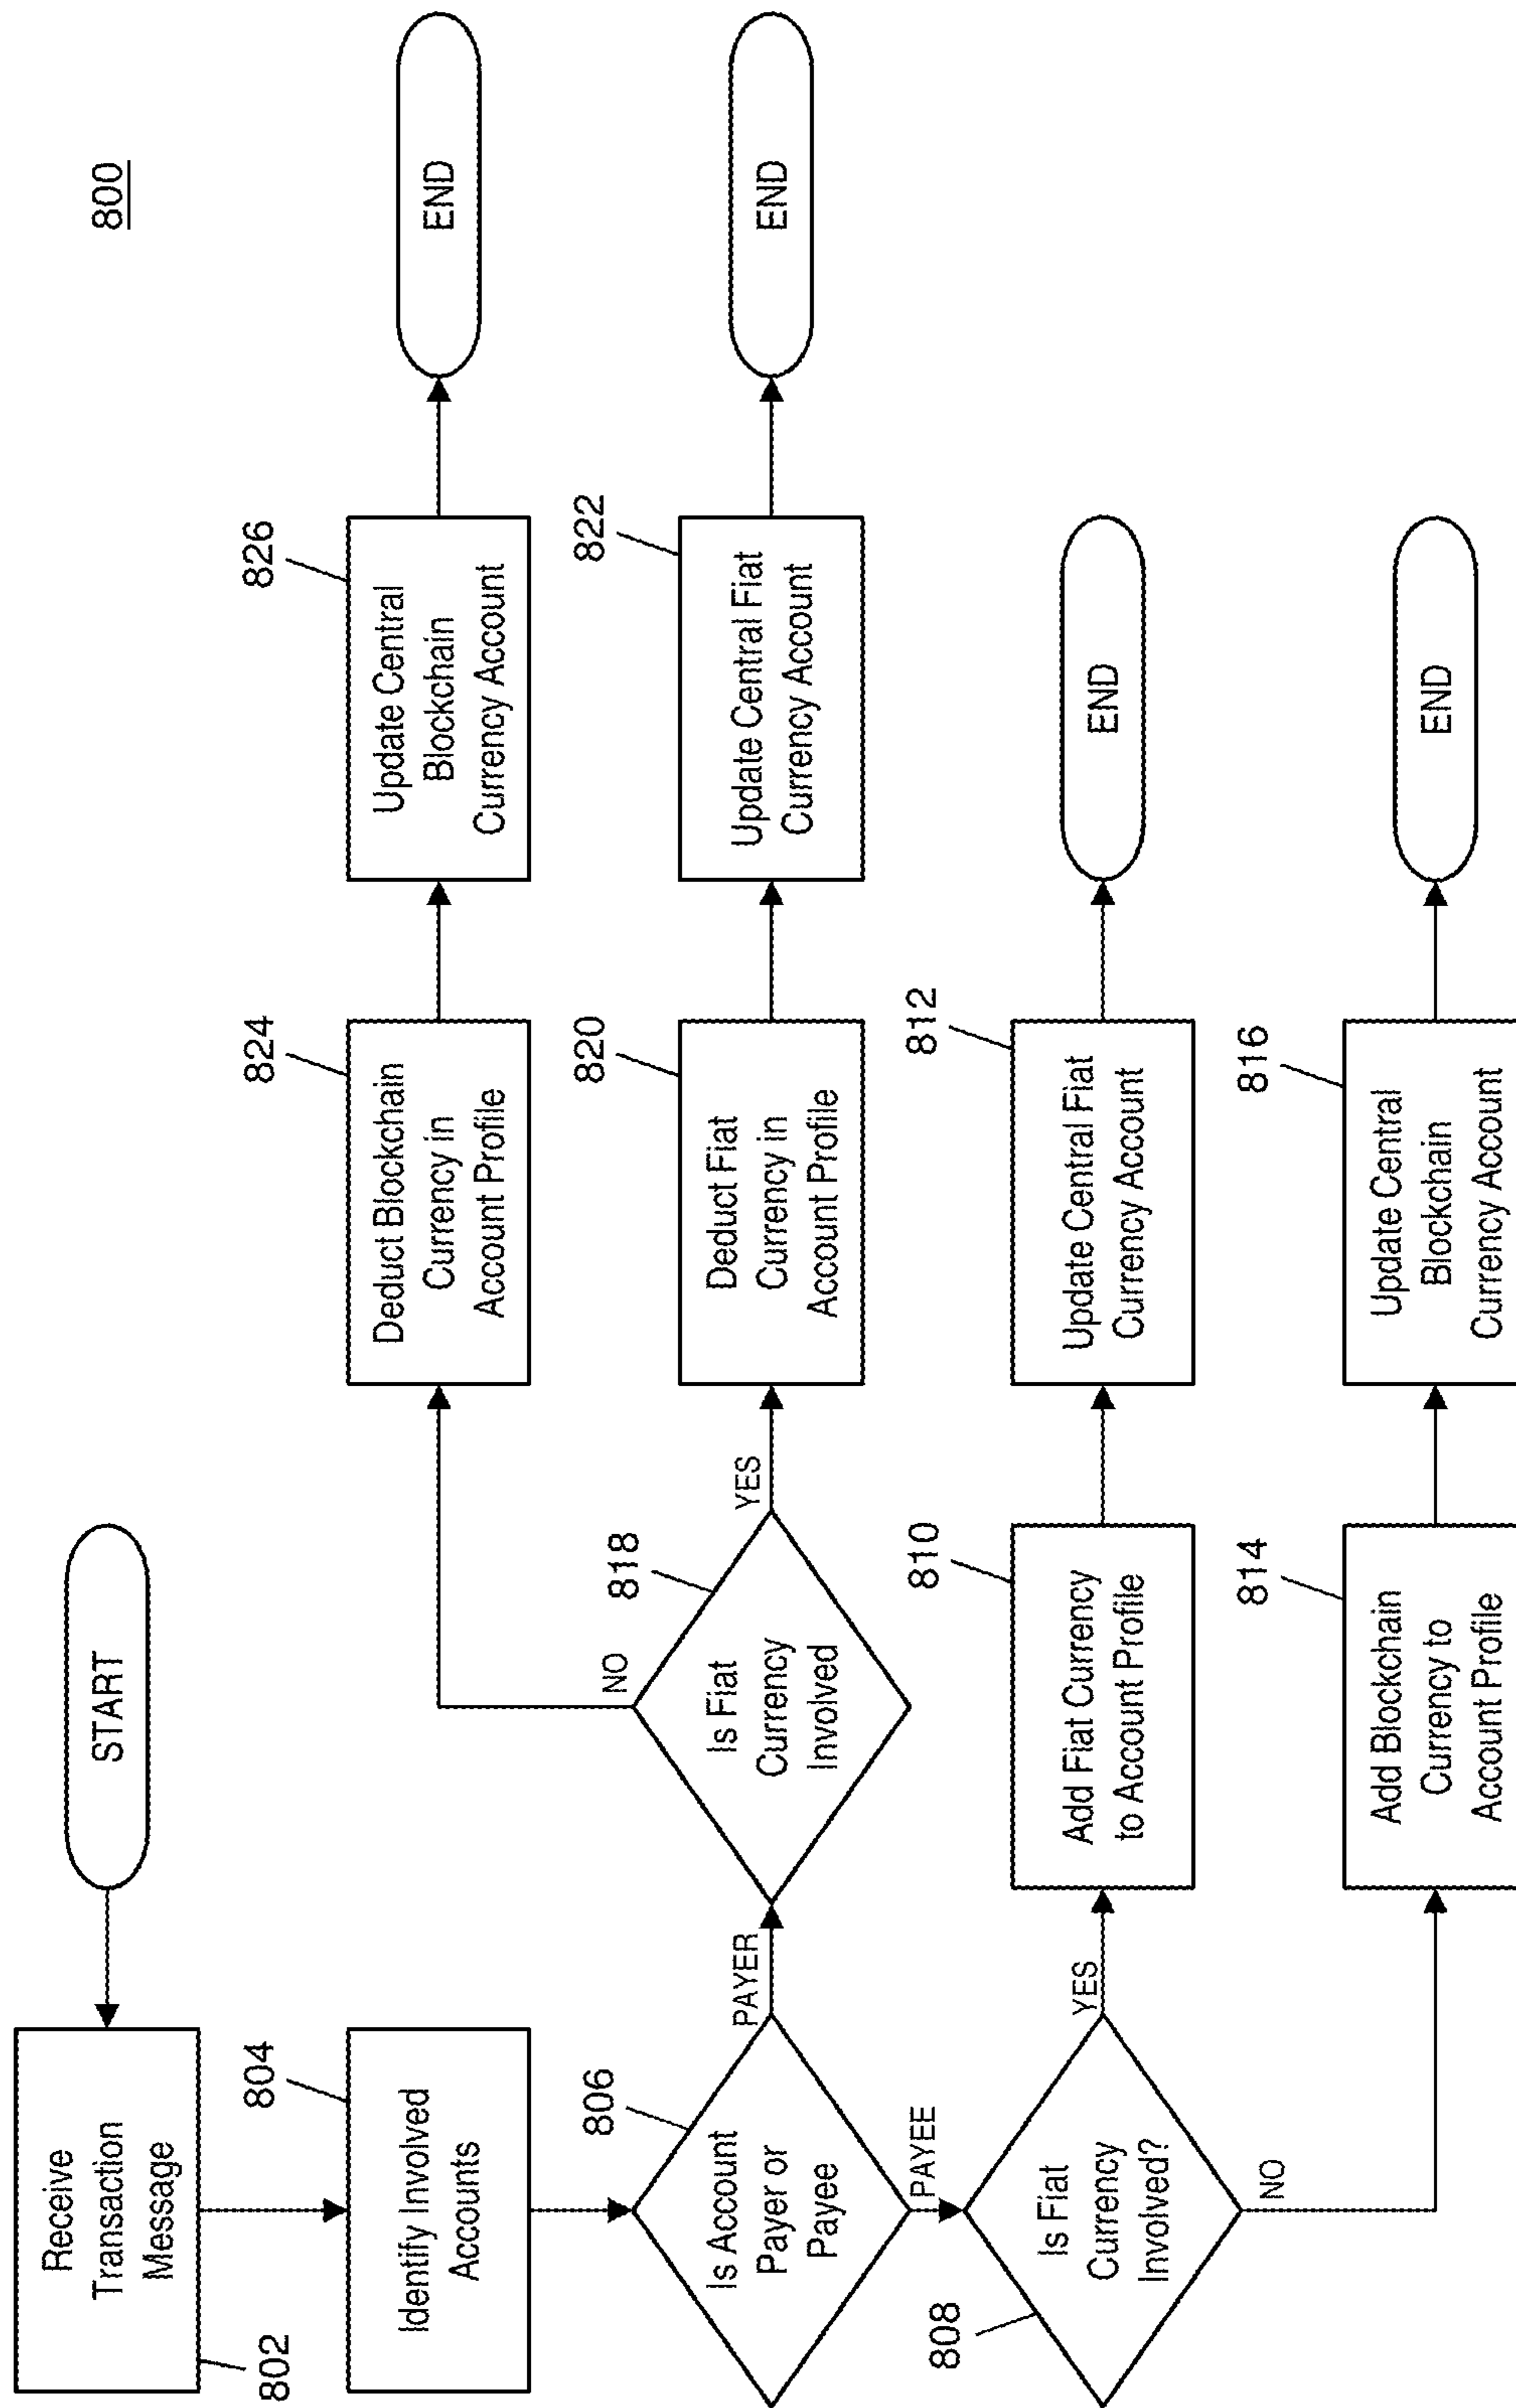 800
START
802
Receive
Transaction
Message
804
Identify Involved
Accounts
806
Is Account
Payer or
Payee
PAYER
PAYEE
818
Is Fiat
Currency
Involved
NO
YES
824
Deduct Blockchain
Currency in
Account Profile
826
Update Central
Blockchain
Currency Account
END
820
Deduct Fiat
Currency in
Account Profile
822
Update Central Fiat
Currency Account
END
808
Is Fiat
Currency
Involved?
YES
NO
810
Add Fiat Currency
to Account Profile
812
Update Central Fiat
Currency Account
END
814
Add Blockchain
Currency to
Account Profile
816
Update Central
Blockchain
Currency Account
END